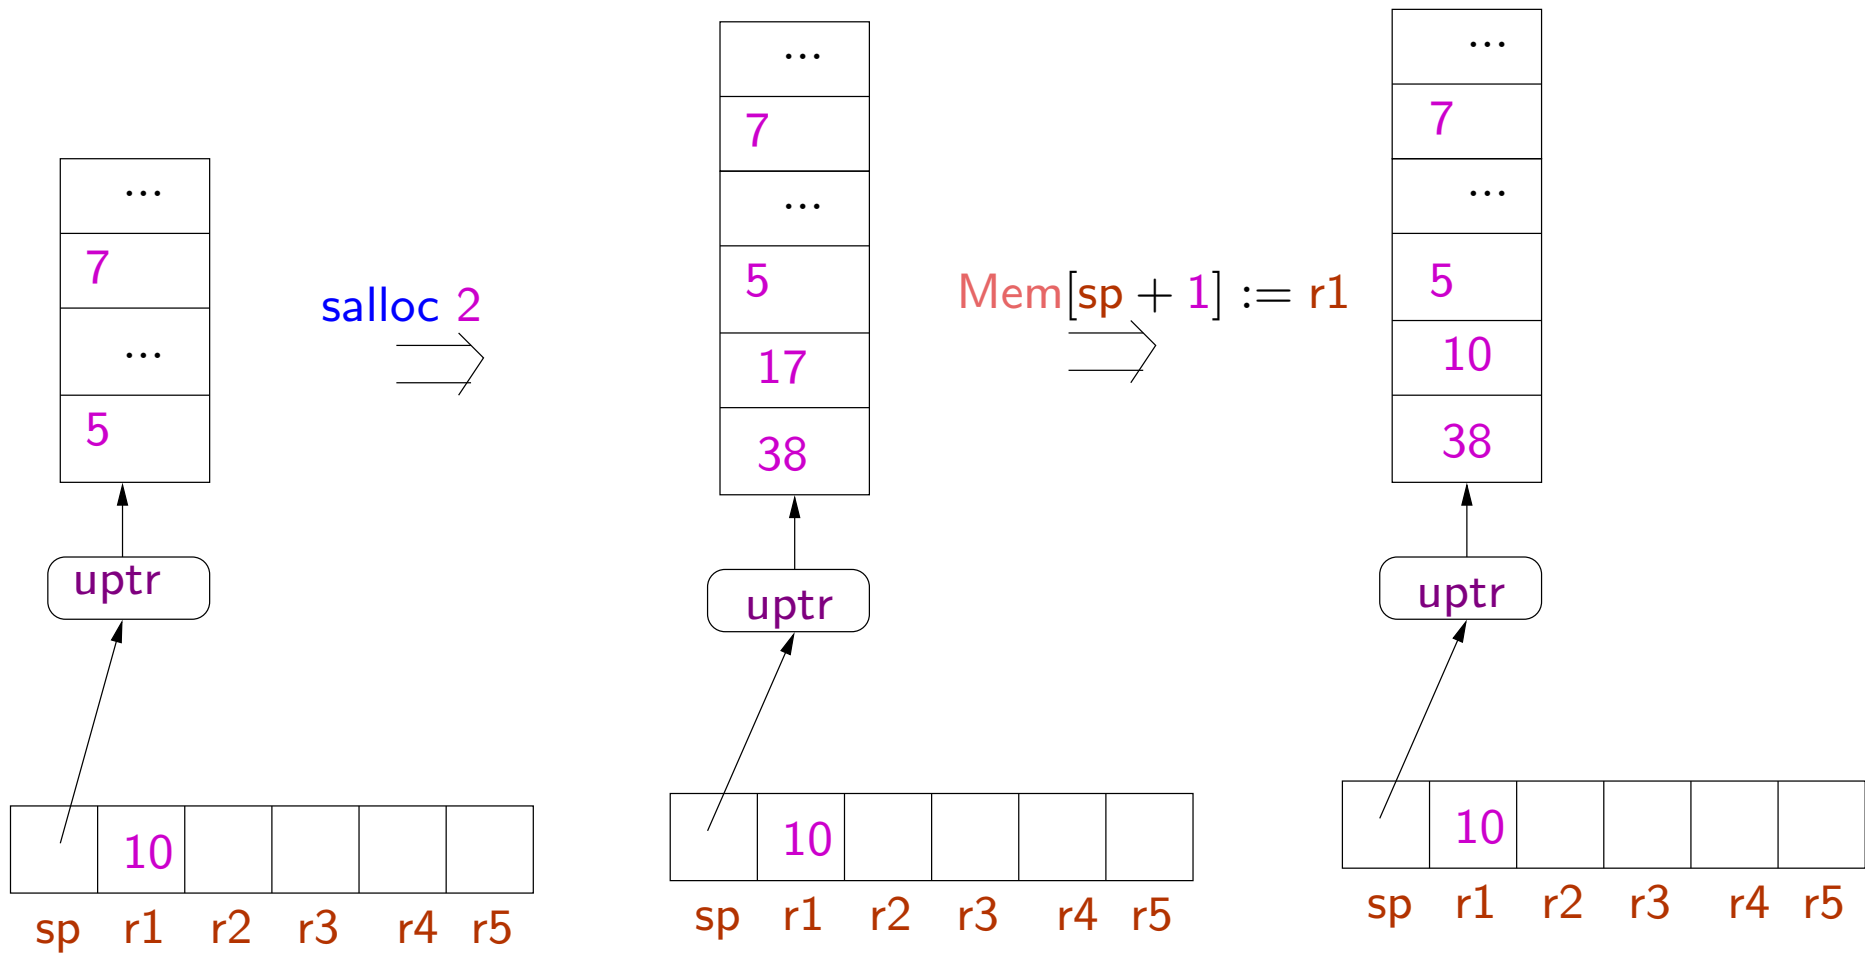 ...
7
...
5
uptr
10
sp r1 r2 r3 r4 r5
salloc 2
...
7
...
5
17
38
uptr
10
sp r1 r2 r3 r4 r5
Mem[sp + 1] := r1
...
7
...
5
10
38
uptr
10
sp r1 r2 r3 r4 r5